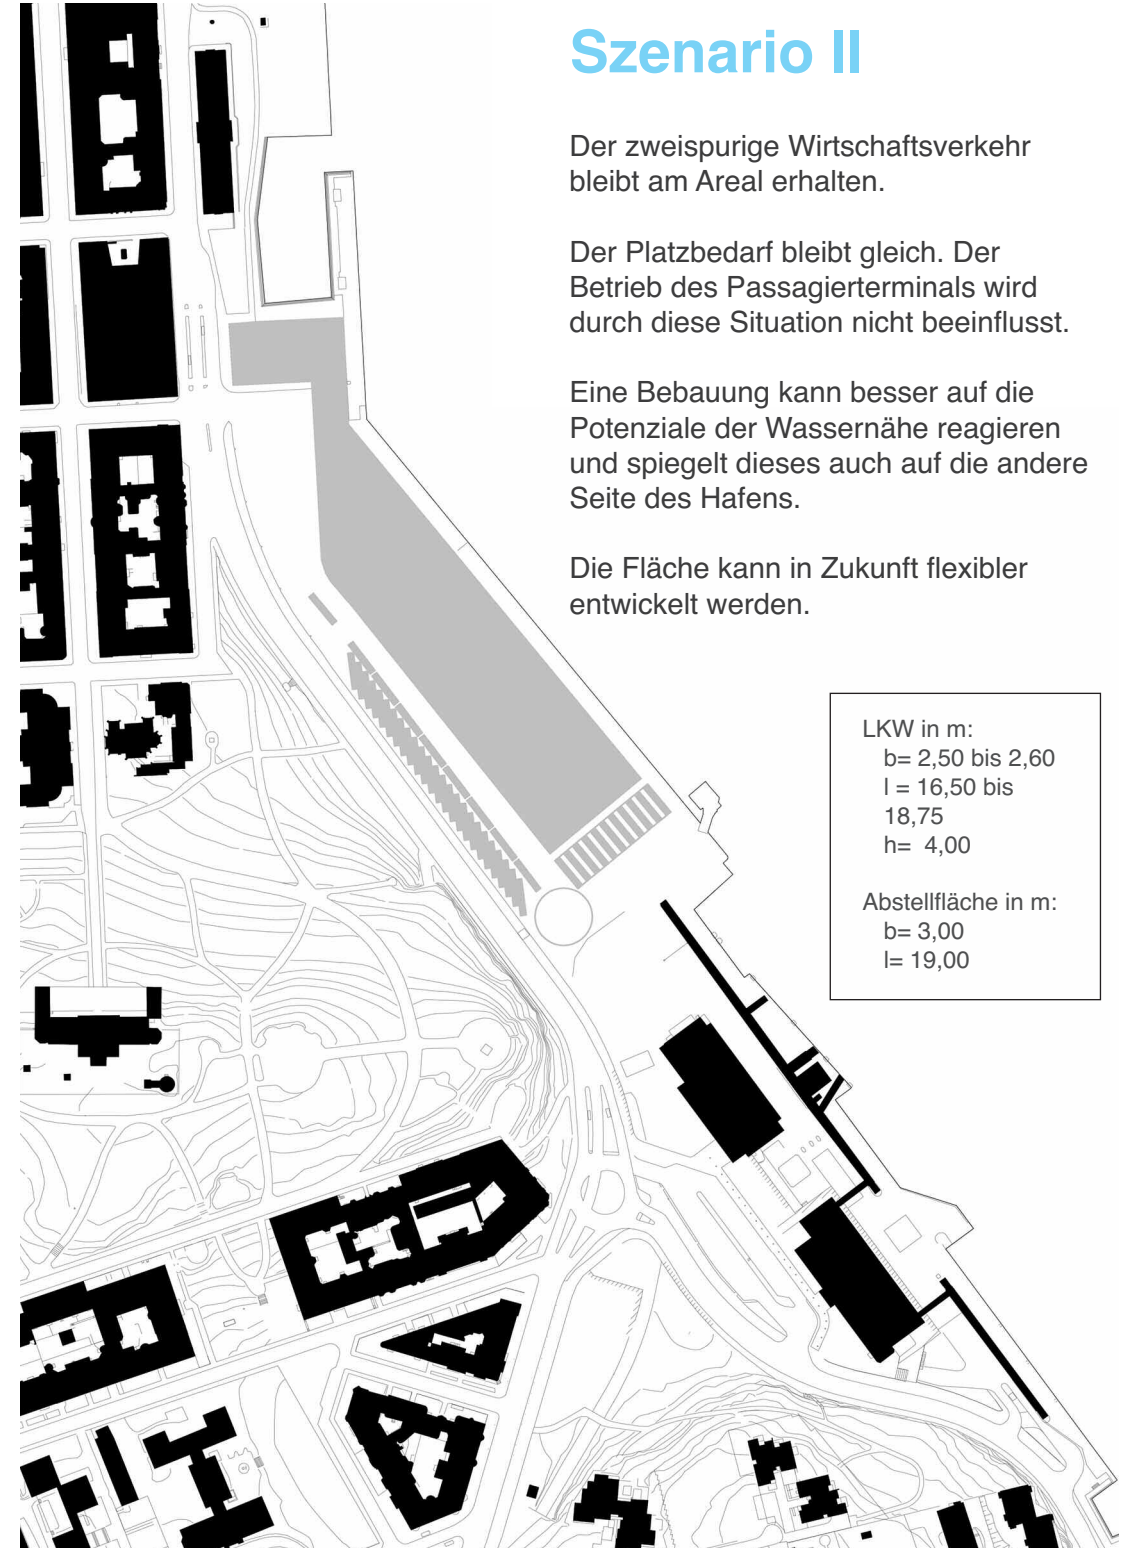 Szenario II
Der zweispurige Wirtschaftsverkehr
bleibt am Areal erhalten.
Der Platzbedarf bleibt gleich. Der
Betrieb des Passagierterminals wird
durch diese Situation nicht beeinflusst.
Eine Bebauung kann besser auf die
Potenziale der Wassernähe reagieren
und spiegelt dieses auch auf die andere
Seite des Hafens.
Die Fläche kann in Zukunft flexibler
entwickelt werden.
LKW in m:
b= 2,50 bis 2,60
l = 16,50 bis
18,75
h= 4,00
Abstellfläche in m:
b= 3,00
l= 19,00